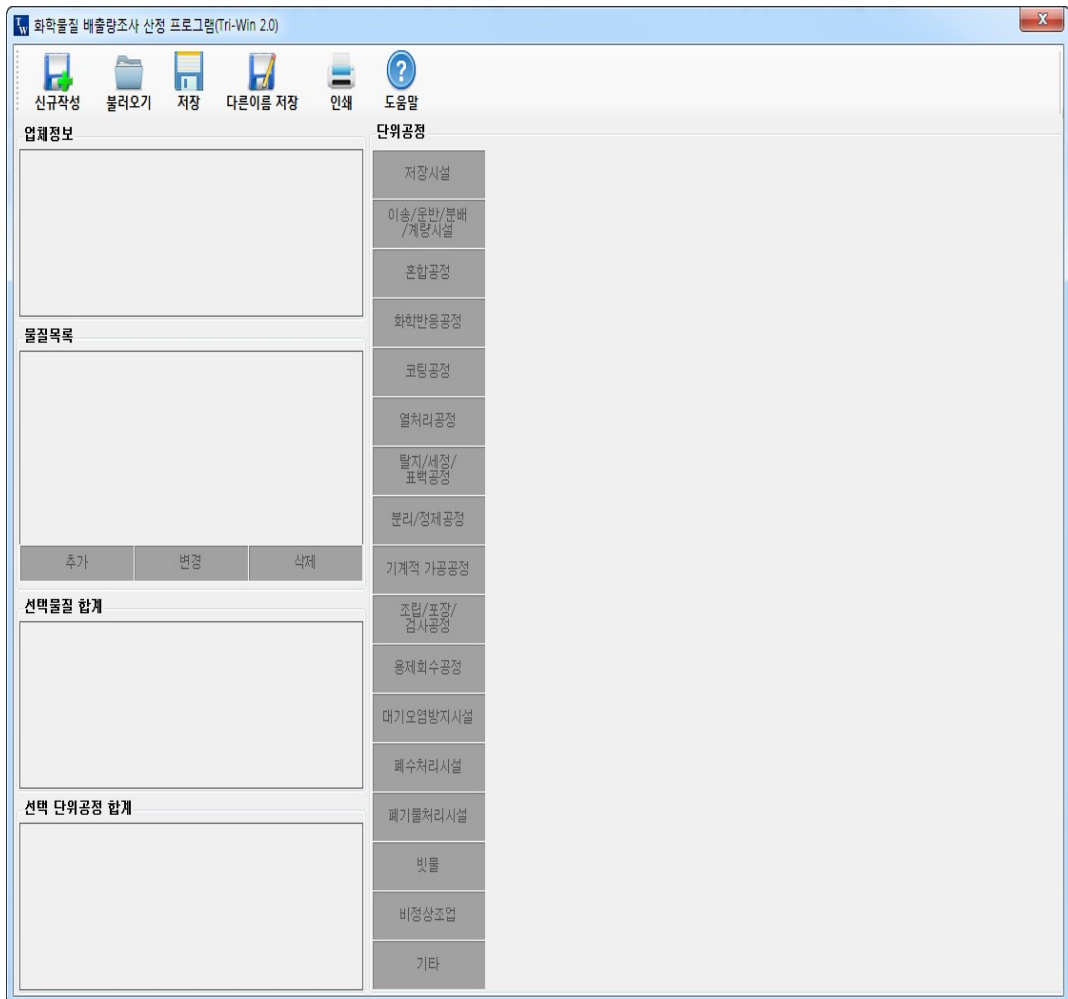 화학물질 배출량조사 산정 프로그램(Tri-Win 2.0)
신규작성 불러오기 저장 다른이름 저장 인쇄 도움말
업체정보
물질목록
추가 변경 삭제
선택물질 합계
선택 단위공정 합계
단위공정
저장시설
이송/운반/분배
/계량시설
혼합공정
화학반응공정
코팅공정
열처리공정
탈지/세정/
표백공정
분리/정제공정
기계적 가공공정
조립/포장/
검사공정
용제회수공정
대기오염방지시설
폐수처리시설
폐기물처리시설
빗물
비정상조업
기타